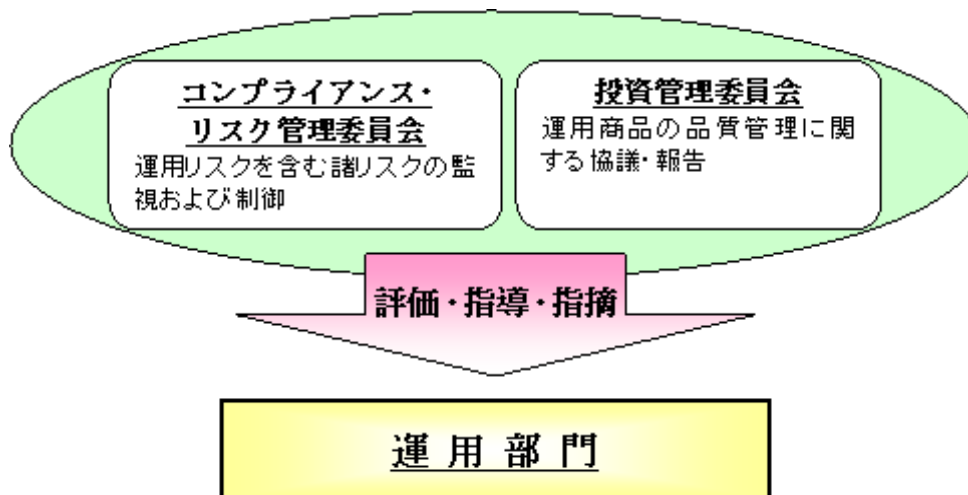 コンプライアンス・
リスク管理委員会
運用リスクを含む諸リスクの監
視および制御
投資管理委員会
運用商品の品質管理に関
する協議・報告
評価・指導・指摘
運用部門